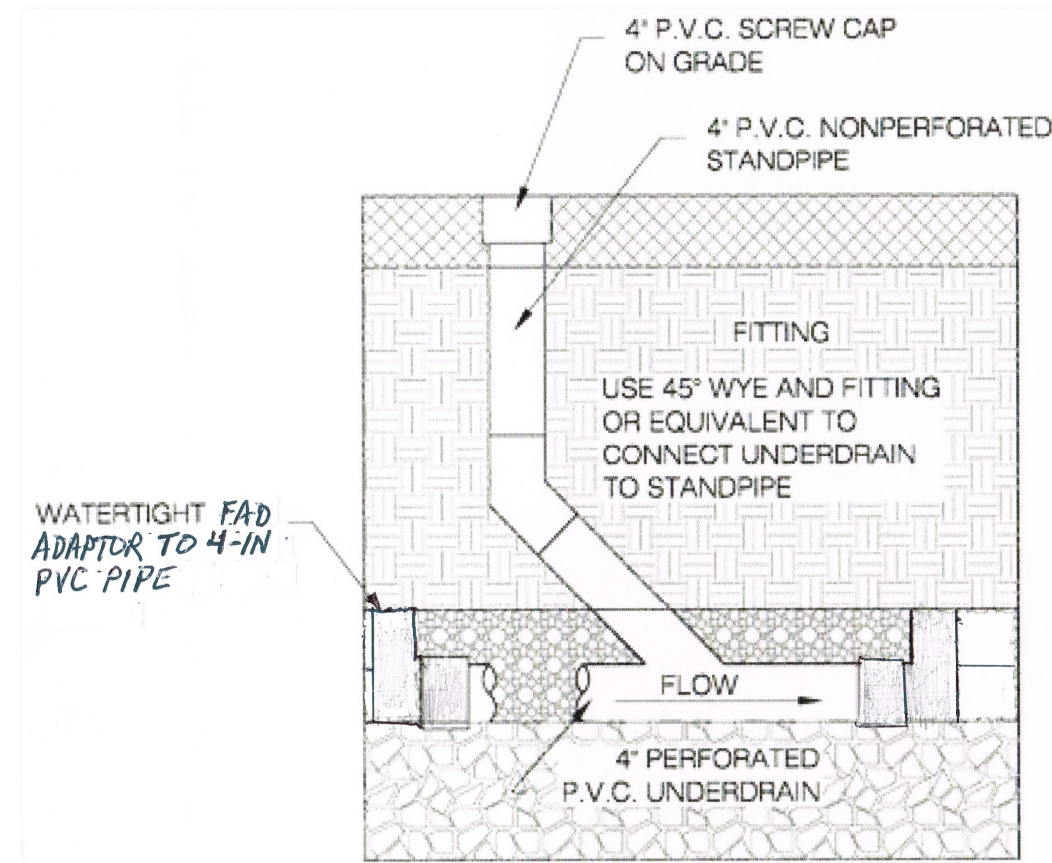 4" P.V.C. SCREW CAP
ON GRADE
4" P.V.C. NONPERFORATED
STANDPIPE
FITTING
USE 45° WYE AND FITTING
OR EQUIVALENT TO
CONNECT UNDERDRAIN
TO STANDPIPE
WATERTIGHT FAD
ADAPTOR TO 4-IN
PVC PIPE
FLOW
4" PERFORATED
P.V.C. UNDERDRAIN